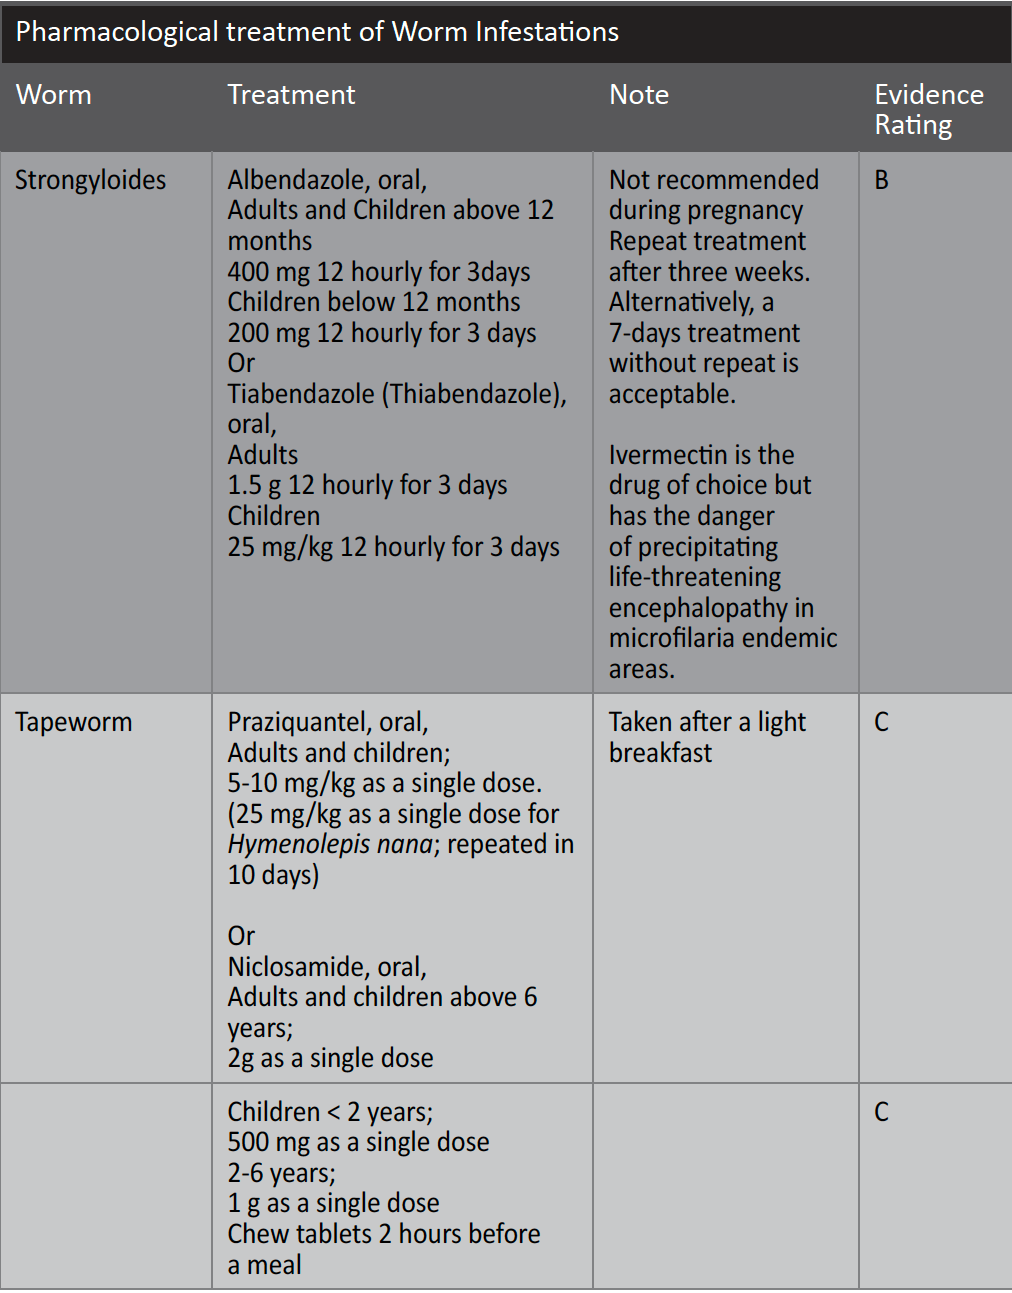 Pharmacological treatment of Worm Infestations
Worm
Treatment
Note
Evidence
Rating
Strongyloides
Albendazole, oral,
Adults and Children above 12
months
400 mg 12 hourly for 3days
Children below 12 months
200 mg 12 hourly for 3 days
Or
Tiabendazole (Thiabendazole),
oral,
Adults
1.5 g 12 hourly for 3 days
Children
25 mg/kg 12 hourly for 3 days
Not recommended
during pregnancy
Repeat treatment
after three weeks.
Alternatively, a
7-days treatment
without repeat is
acceptable.
Ivermectin is the
drug of choice but
has the danger
of precipitating
life-threatening
encephalopathy in
microfilaria endemic
areas.
B
Tapeworm
Praziquantel, oral,
Adults and children;
5-10 mg/kg as a single dose.
(25 mg/kg as a single dose for
Hymenolepis nana; repeated in
10 days)
Or
Niclosamide, oral,
Adults and children above 6
years;
2g as a single dose
Taken after a light
breakfast
C
Children < 2 years;
500 mg as a single dose
2-6 years;
1 g as a single dose
Chew tablets 2 hours before
a meal
C